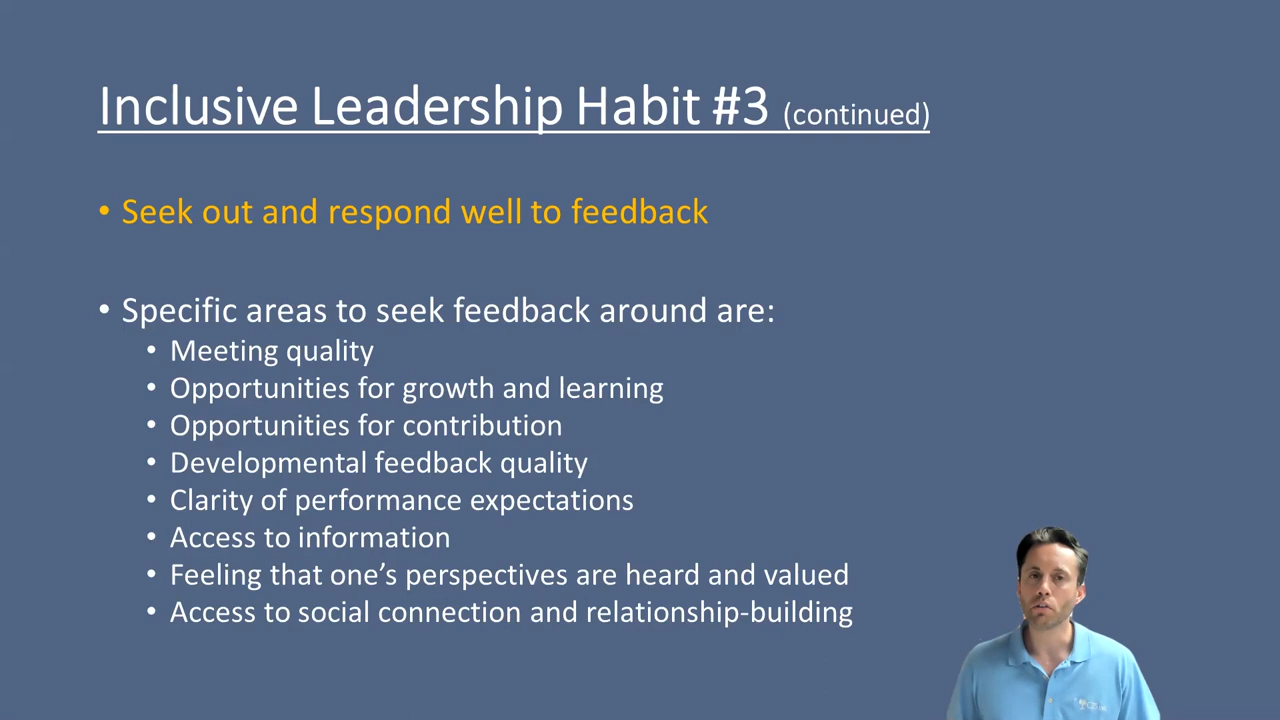 Inclusive Leadership Habit #3 (continued)
• Seek out and respond well to feedback
• Specific areas to seek feedback around are:
• Meeting quality
• Opportunities for growth and learning
• Opportunities for contribution
• Developmental feedback quality
• Clarity of performance expectations
• Access to information
• Feeling that one’s perspectives are heard and valued
• Access to social connection and relationship-building